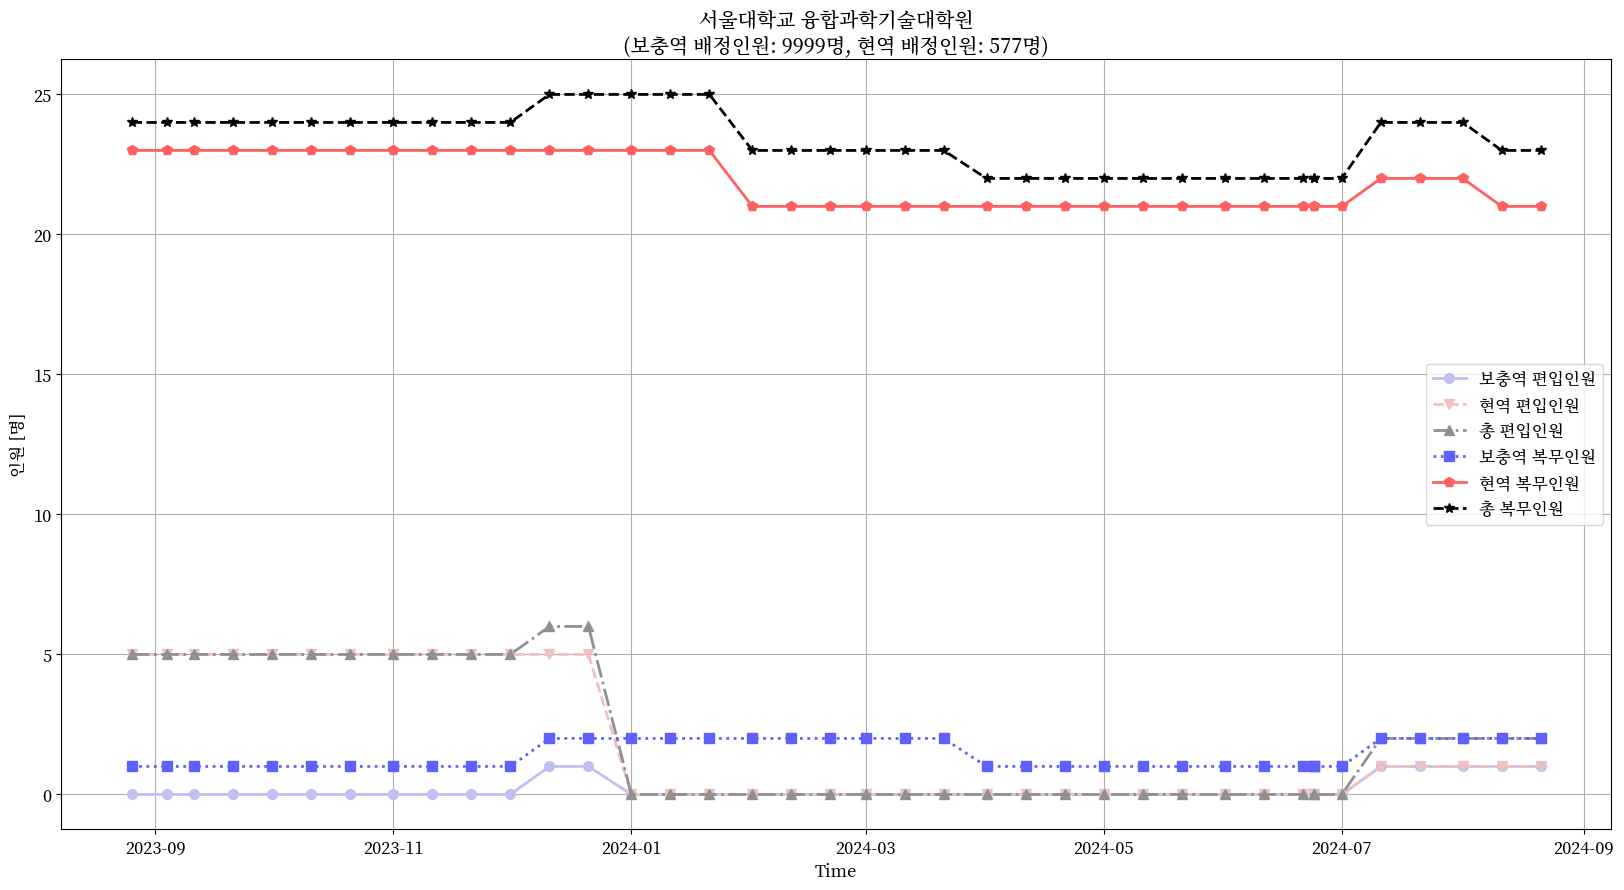 서울대학교 융합과학기술대학원
(보충역 배정인원: 9999명, 현역 배정인원: 577명)
인원 [명]
25
20
15
10
5
0
보충역 편입인원
현역 편입인원
총 편입인원
보충역 복무인원
현역 복무인원
총 복무인원
2023-09 2023-11 2024-01 2024-03 2024-05 2024-07 2024-09
Time